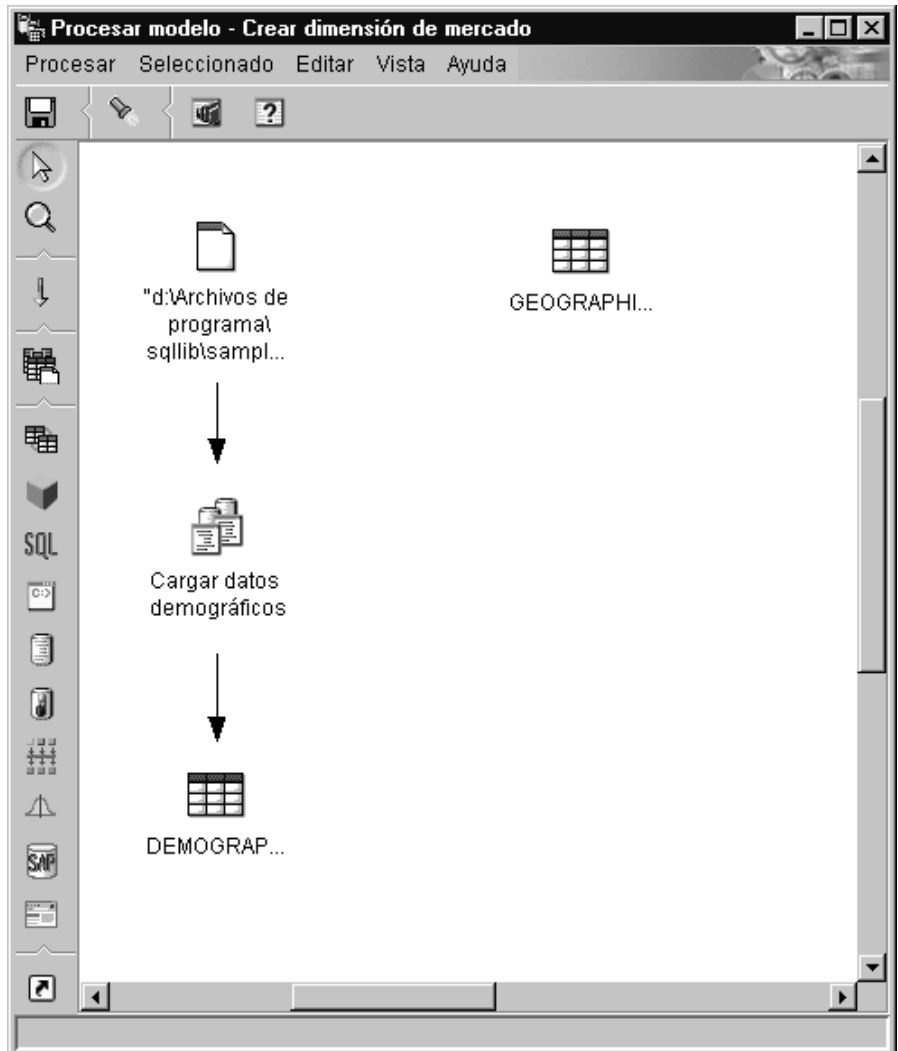 Procesar modelo - Crear dimensión de mercado
Procesar Seleccionado Editar Vista Ayuda
"d:\Archivos de
programa\
sqllib\sampl...
GEOGRAPHI...
Cargar datos
demográficos
SQL
C:>
DEMOGRAP...
SAP